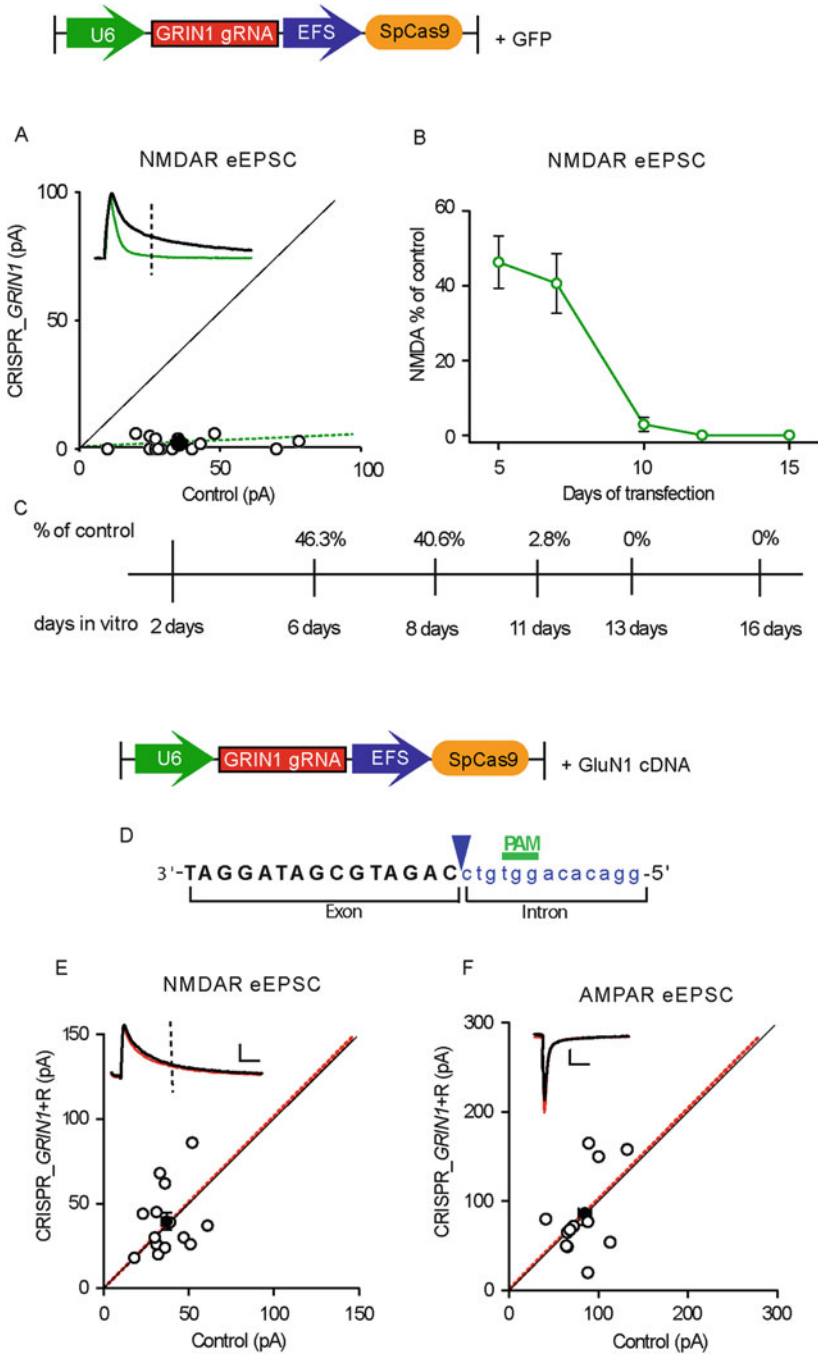 U6 GRIN1 gRNA EFS SpCas9 + GFP
A
NMDAR eEPSC
100
50
0
CRISPR_GRIN1 (pA)
0 50 100
Control (pA)
B
NMDAR eEPSC
60
40
20
0
NMDA % of control
5 10 15
Days of transfection
C
% of control 46.3% 40.6% 2.8% 0% 0%
days in vitro 2 days 6 days 8 days 11 days 13 days 16 days
U6 GRIN1 gRNA EFS SpCas9 + GluN1 cDNA
D
PAM
3'-TAGGATAGCGTAGACctgtggacacagg-5'
Exon Intron
E
NMDAR eEPSC
150
100
50
0
CRISPR_GRIN1+R (pA)
0 50 100 150
Control (pA)
F
AMPAR eEPSC
300
200
100
0
CRISPR_GRIN1+R (pA)
0 100 200 300
Control (pA)